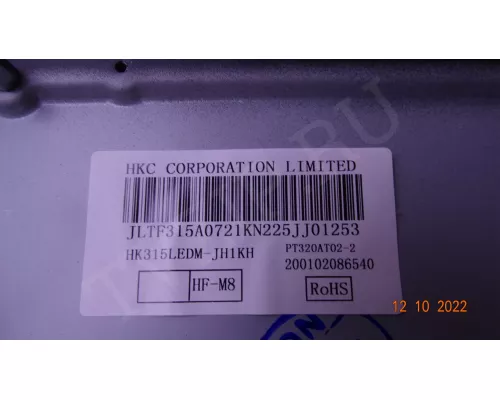 HKC CORPORATION LIMITED
JLTF315A0721KN225JJ01253
HK315LEDM-JH1KH PT320AT02-2
200102086540
HF-M8 RoHS
12 10 2022